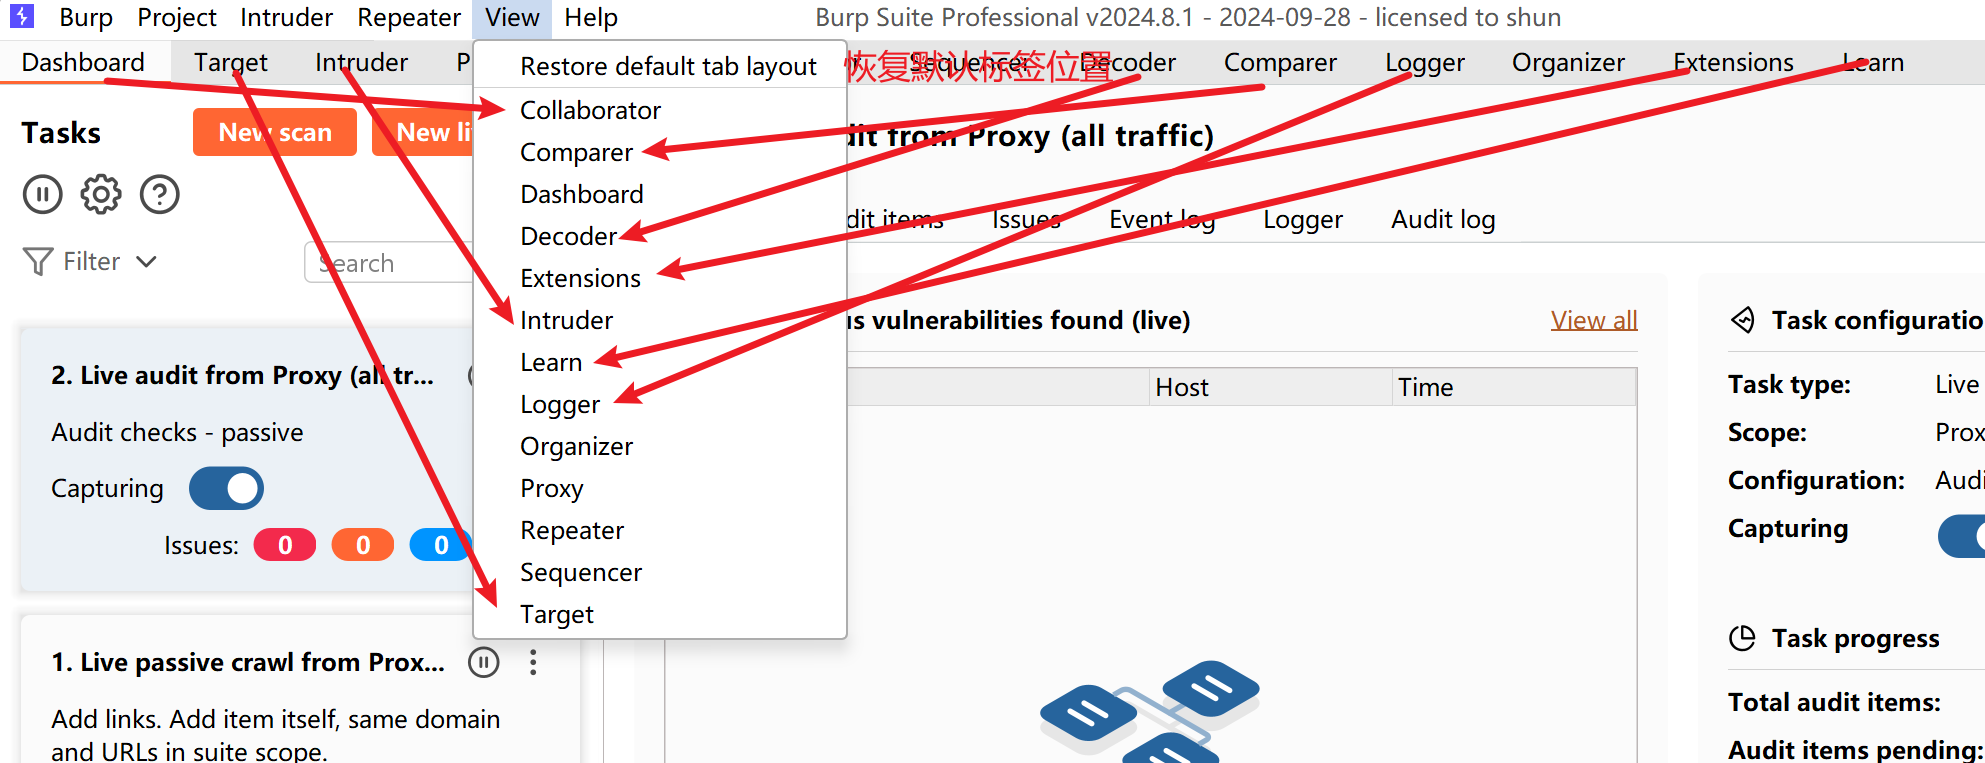 Burp Project Intruder Repeater View Help Burp Suite Professional v2024.8.1 - 2024-09-28 - licensed to shun
Dashboard Target Intruder P Sequencer Decoder Comparer Logger Organizer Extensions Learn
Restore default tab layout
恢复默认标签位置
Collaborator
Comparer
Dashboard
Decoder
Extensions
Intruder
Learn
Logger
Organizer
Proxy
Repeater
Sequencer
Target
Tasks New scan New li
Filter Search
2. Live audit from Proxy (all tr...
Audit checks - passive
Capturing
Issues: 0 0 0
1. Live passive crawl from Prox...
Add links. Add item itself, same domain
and URLs in suite scope.
dit from Proxy (all traffic)
dit items Issues Event log Logger Audit log
s vulnerabilities found (live) View all
Host Time
Task configuratio
Task type: Live
Scope: Prox
Configuration: Audi
Capturing
Task progress
Total audit items:
Audit items pending: